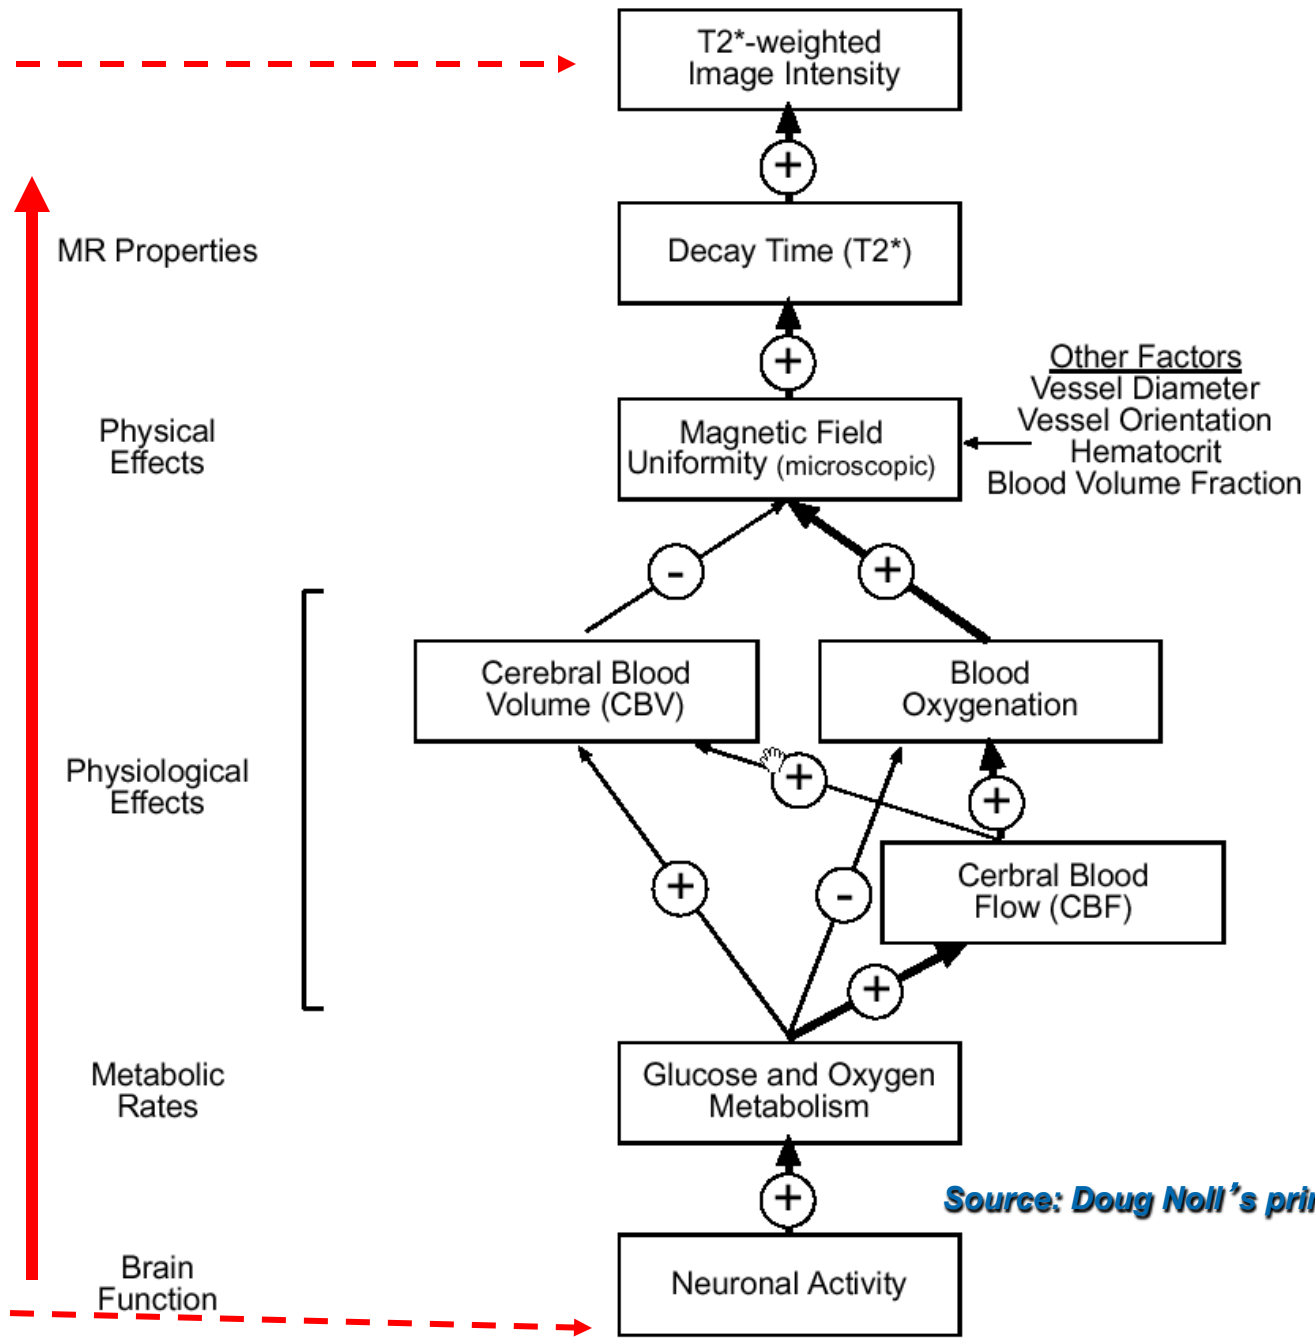 T2*-weighted
Image Intensity
+
MR Properties
Decay Time (T2*)
+
Other Factors
Vessel Diameter
Vessel Orientation
Hematocrit
Blood Volume Fraction
Physical
Effects
Magnetic Field
Uniformity (microscopic)
-
+
Cerebral Blood
Volume (CBV)
Blood
Oxygenation
Physiological
Effects
+
+
+
-
Cerbral Blood
Flow (CBF)
+
Metabolic
Rates
Glucose and Oxygen
Metabolism
+
Source: Doug Noll's prim
Brain
Function
Neuronal Activity